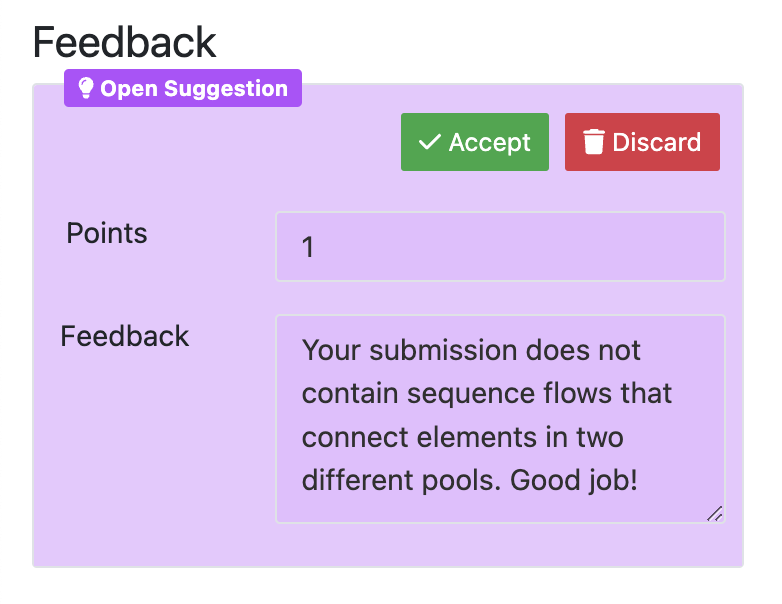 Feedback
Open Suggestion
Accept
Discard
Points
1
Feedback
Your submission does not
contain sequence flows that
connect elements in two
different pools. Good job!